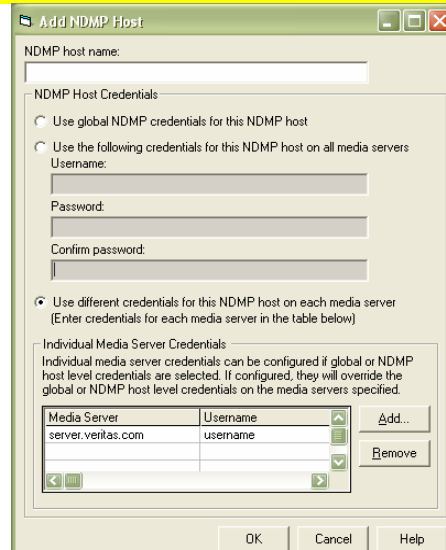 Add NDMP Host
NDMP host name:
NDMP Host Credentials
Use global NDMP credentials for this NDMP host
Use the following credentials for this NDMP host on all media servers
Username:
Password:
Confirm password:
Use different credentials for this NDMP host on each media server
(Enter credentials for each media server in the table below)
Individual Media Server Credentials
Individual media server credentials can be configured if global or NDMP
host level credentials are selected. If configured, they will override the
global or NDMP host level credentials on the media servers specified.
Media Server Username
server.veritas.com username
Add...
Remove
OK Cancel Help